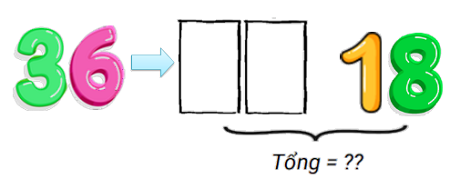 36 18
Tổng = ??